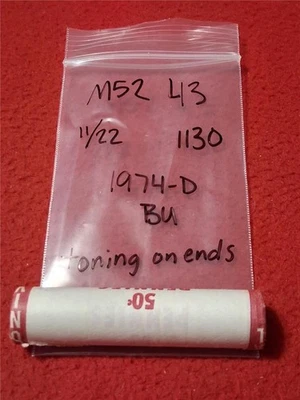 M52 43
11/22 1130
1974-D
BU
toning on ends
50¢